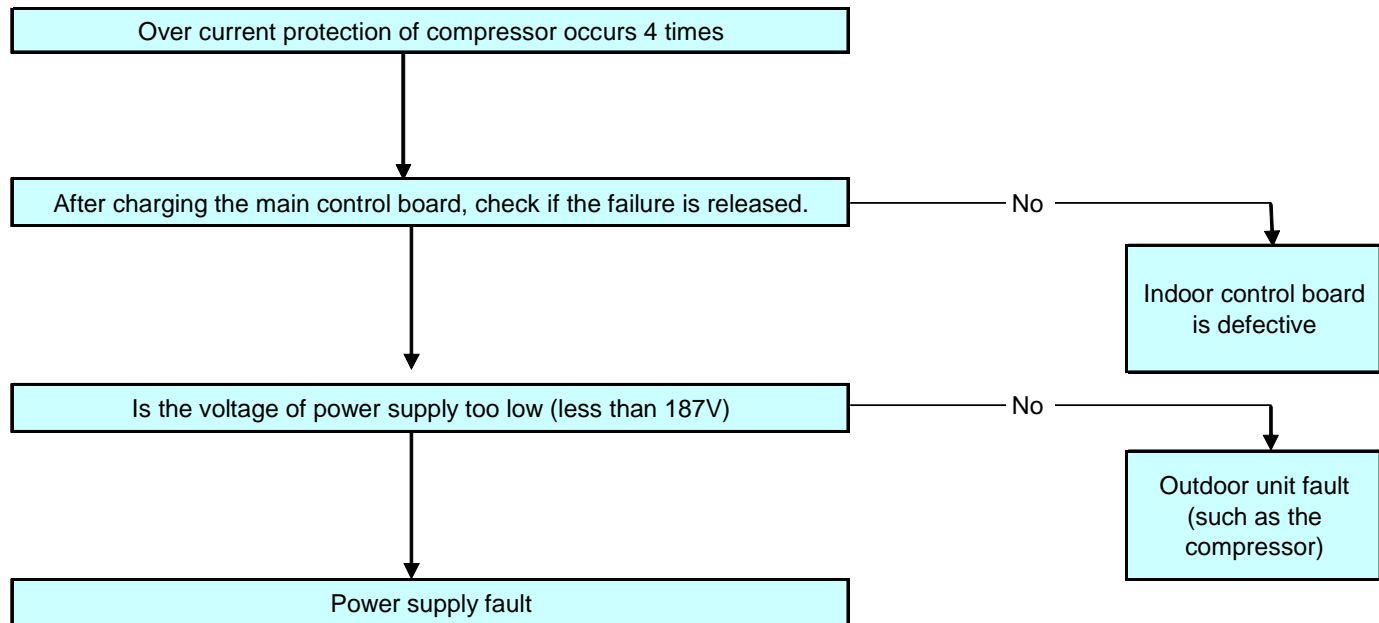 Over current protection of compressor occurs 4 times
After charging the main control board, check if the failure is released.
No
Indoor control board
is defective
Is the voltage of power supply too low (less than 187V)
No
Outdoor unit fault
(such as the
compressor)
Power supply fault